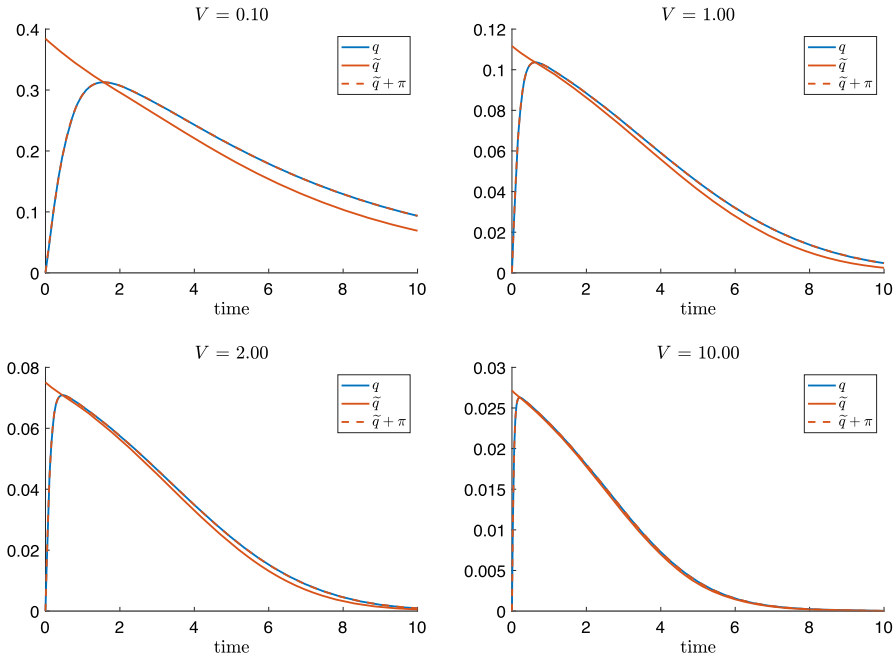 V = 0.10
0.4
0.3
0.2
0.1
0
q
q̃
q̃ + π
0 2 4 6 8 10
time
V = 1.00
0.12
0.1
0.08
0.06
0.04
0.02
0
q
q̃
q̃ + π
0 2 4 6 8 10
time
V = 2.00
0.08
0.06
0.04
0.02
0
q
q̃
q̃ + π
0 2 4 6 8 10
time
V = 10.00
0.03
0.025
0.02
0.015
0.01
0.005
0
q
q̃
q̃ + π
0 2 4 6 8 10
time